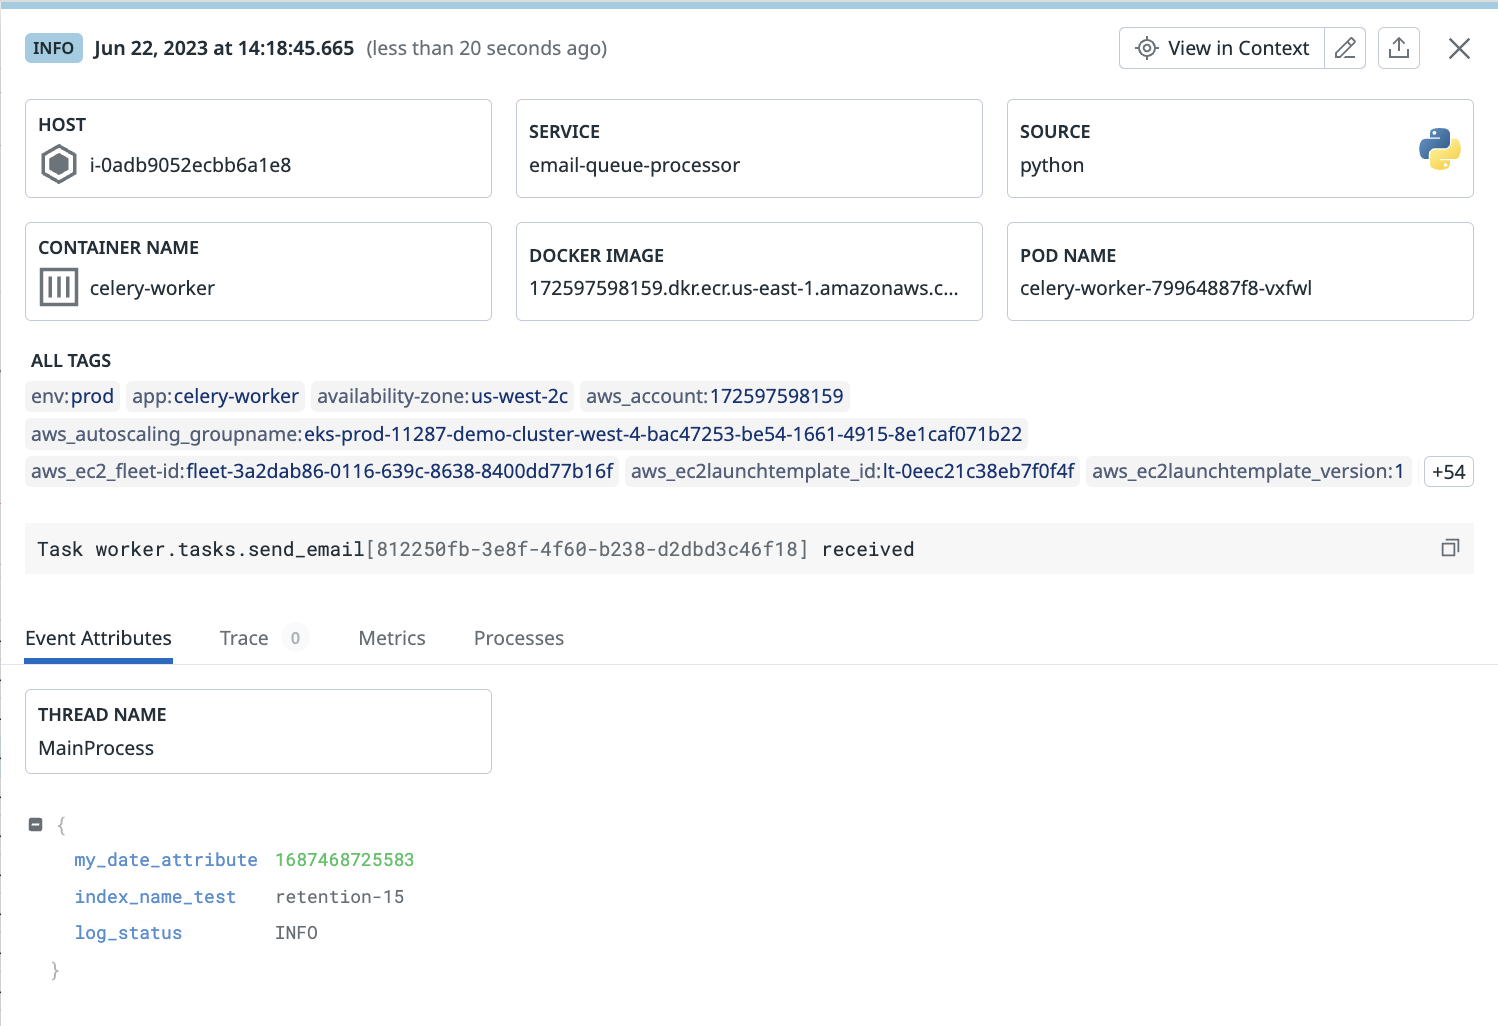 INFO Jun 22, 2023 at 14:18:45.665 (less than 20 seconds ago) View in Context
HOST
i-0adb9052ecbb6a1e8
SERVICE
email-queue-processor
SOURCE
python
CONTAINER NAME
celery-worker
DOCKER IMAGE
172597598159.dkr.ecr.us-east-1.amazonaws.c...
POD NAME
celery-worker-79964887f8-vxfwl
ALL TAGS
env:prod app:celery-worker availability-zone:us-west-2c aws_account:172597598159
aws_autoscaling_groupname:eks-prod-11287-demo-cluster-west-4-bac47253-be54-1661-4915-8e1caf071b22
aws_ec2_fleet-id:fleet-3a2dab86-0116-639c-8638-8400dd77b16f aws_ec2launchtemplate_id:lt-0eec21c38eb7f0f4f aws_ec2launchtemplate_version:1 +54
Task worker.tasks.send_email[812250fb-3e8f-4f60-b238-d2dbd3c46f18] received
Event Attributes Trace 0 Metrics Processes
THREAD NAME
MainProcess
{
my_date_attribute 1687468725583
index_name_test retention-15
log_status INFO
}